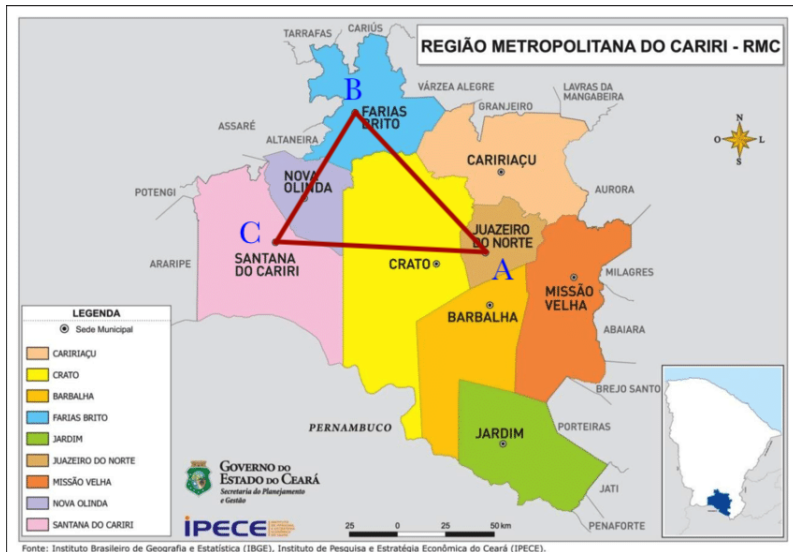 REGIÃO METROPOLITANA DO CARIRI - RMC
TARRAFAS
CARIÚS
B
FARIAS
BRITO
VÁRZEA ALEGRE
GRANJEIRO
LAVRAS DA
MANGABEIRA
N
O
L
S
ASSARÉ
ALTANEIRA
CARIRIAÇU
NOVA
OLINDA
POTENGI
AURORA
C
SANTANA
DO CARIRI
JUAZEIRO
DO NORTE
A
ARARIPE
CRATO
MISSÃO
VELHA
MILAGRES
BARBALHA
ABAIARA
BREJO SANTO
PERNAMBUCO
JARDIM
PORTEIRAS
JATI
PENAFORTE
LEGENDA
Sede Municipal
CARIRIAÇU
CRATO
BARBALHA
FARIAS BRITO
JARDIM
JUAZEIRO DO NORTE
MISSÃO VELHA
NOVA OLINDA
SANTANA DO CARIRI
GOVERNO DO
ESTADO DO CEARÁ
Secretaria do Planejamento
e Gestão
IPECE
25 0 25 50 km
Fonte: Instituto Brasileiro de Geografia e Estatística (IBGE), Instituto de Pesquisa e Estratégia Econômica do Ceará (IPECE).